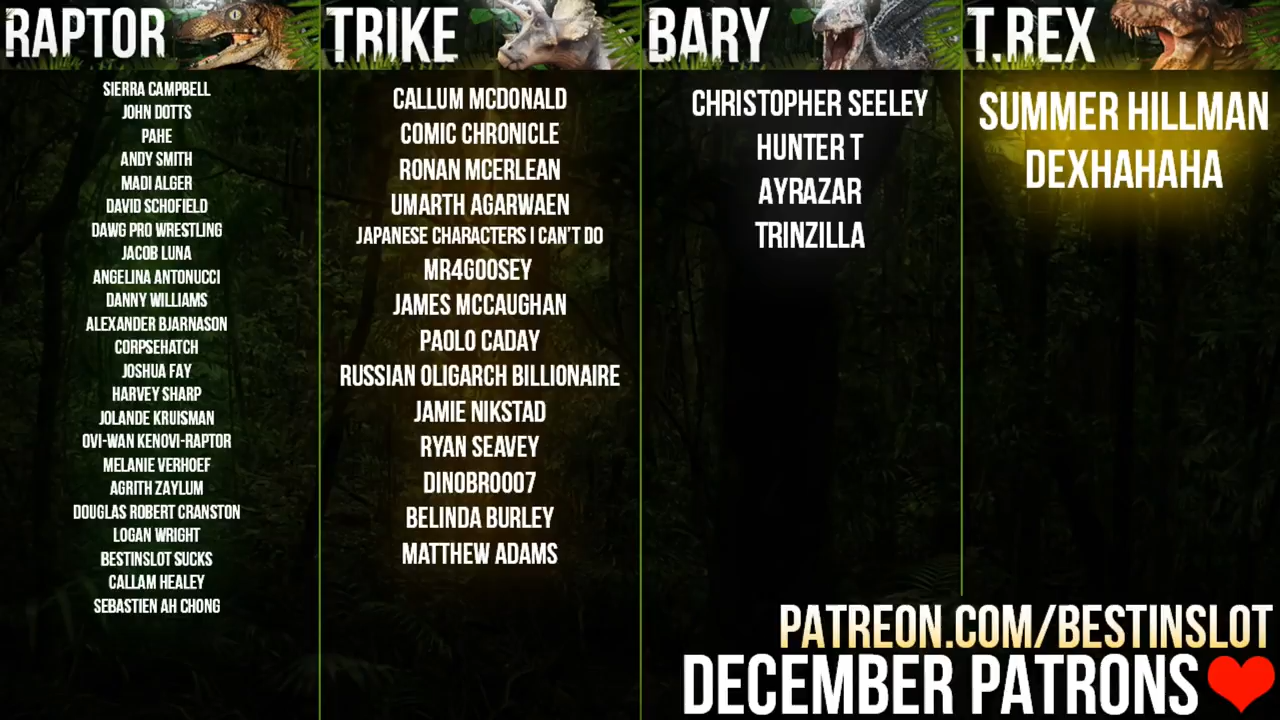 RAPTOR
SIERRA CAMPBELL
JOHN DOTTS
PAHE
ANDY SMITH
MADI ALGER
DAVID SCHOFIELD
DAWG PRO WRESTLING
JACOB LUNA
ANGELINA ANTONUCCI
DANNY WILLIAMS
ALEXANDER BJARNASON
CORPSEHATCH
JOSHUA FAY
HARVEY SHARP
JOLANDE KRUISMAN
OVI-WAN KENOVI-RAPTOR
MELANIE VERHOEF
AGRITH ZAYLUM
DOUGLAS ROBERT CRANSTON
LOGAN WRIGHT
BESTINSLOT SUCKS
CALLAM HEALEY
SEBASTIEN AH CHONG
TRIKE
CALLUM MCDONALD
COMIC CHRONICLE
RONAN MCERLEAN
UMARTH AGARWAEN
JAPANESE CHARACTERS I CAN'T DO
MR4GOOSEY
JAMES MCCAUGHAN
PAOLO CADAY
RUSSIAN OLIGARCH BILLIONAIRE
JAMIE NIKSTAD
RYAN SEAVEY
DINOBRO007
BELINDA BURLEY
MATTHEW ADAMS
BARY
CHRISTOPHER SEELEY
HUNTER T
AYRAZAR
TRINZILLA
T.REX
SUMMER HILLMAN
DEXHAHAHA
PATREON.COM/BESTINSLOT
DECEMBER PATRONS